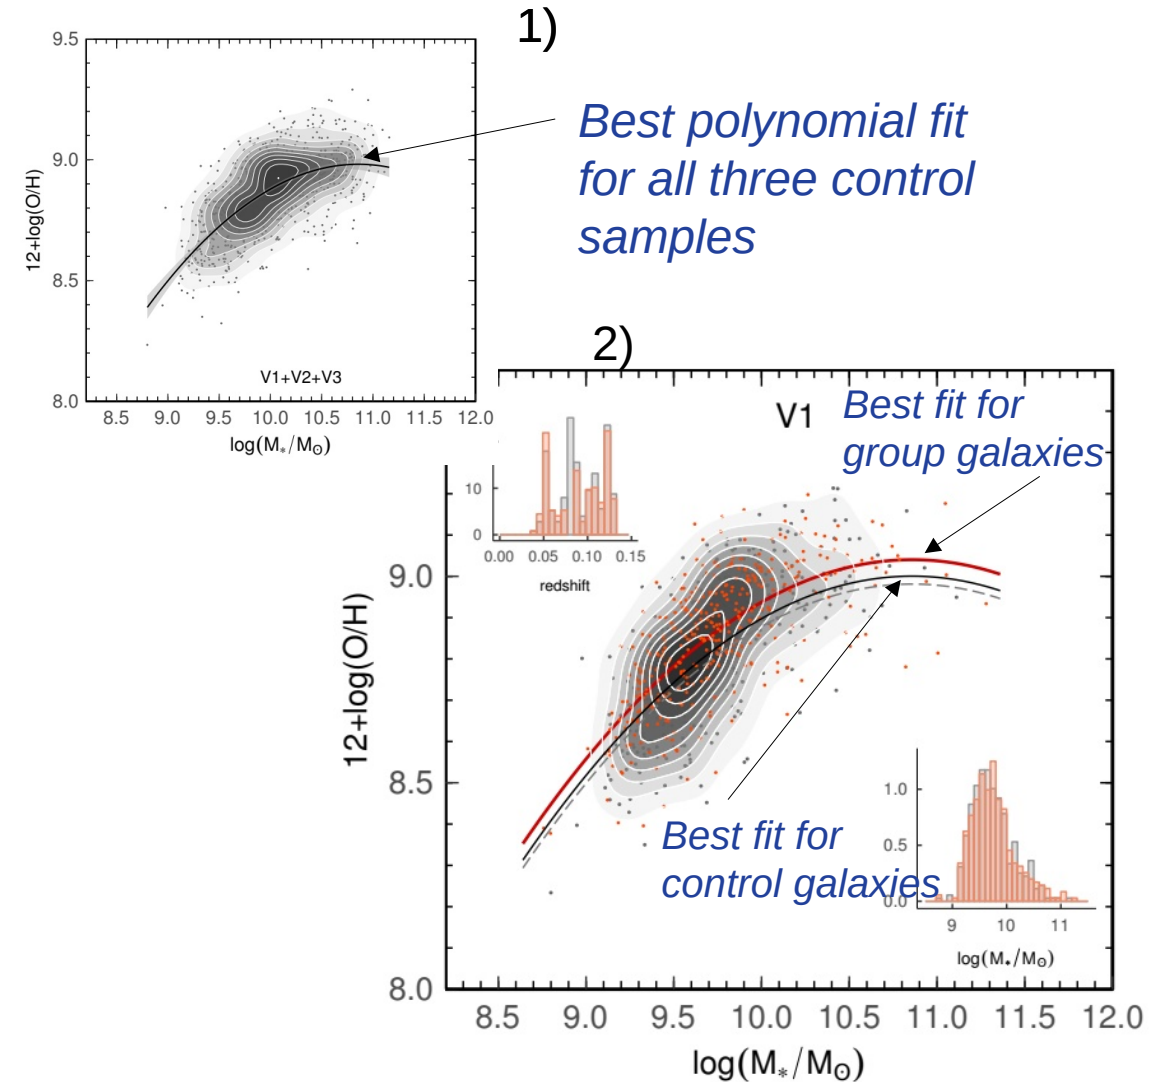 1)
9.5
9.0
8.5
8.0
12+log(O/H)
V1+V2+V3
8.5 9.0 9.5 10.0 10.5 11.0 11.5 12.0
log(M*/M⊙)
Best polynomial fit
for all three control
samples
2)
V1
Best fit for
group galaxies
10
0
0.00 0.05 0.10 0.15
redshift
9.0
8.5
8.0
12+log(O/H)
Best fit for
control galaxies
1.0
0.5
0.0
9 10 11
log(M*/M⊙)
8.5 9.0 9.5 10.0 10.5 11.0 11.5 12.0
log(M*/M⊙)